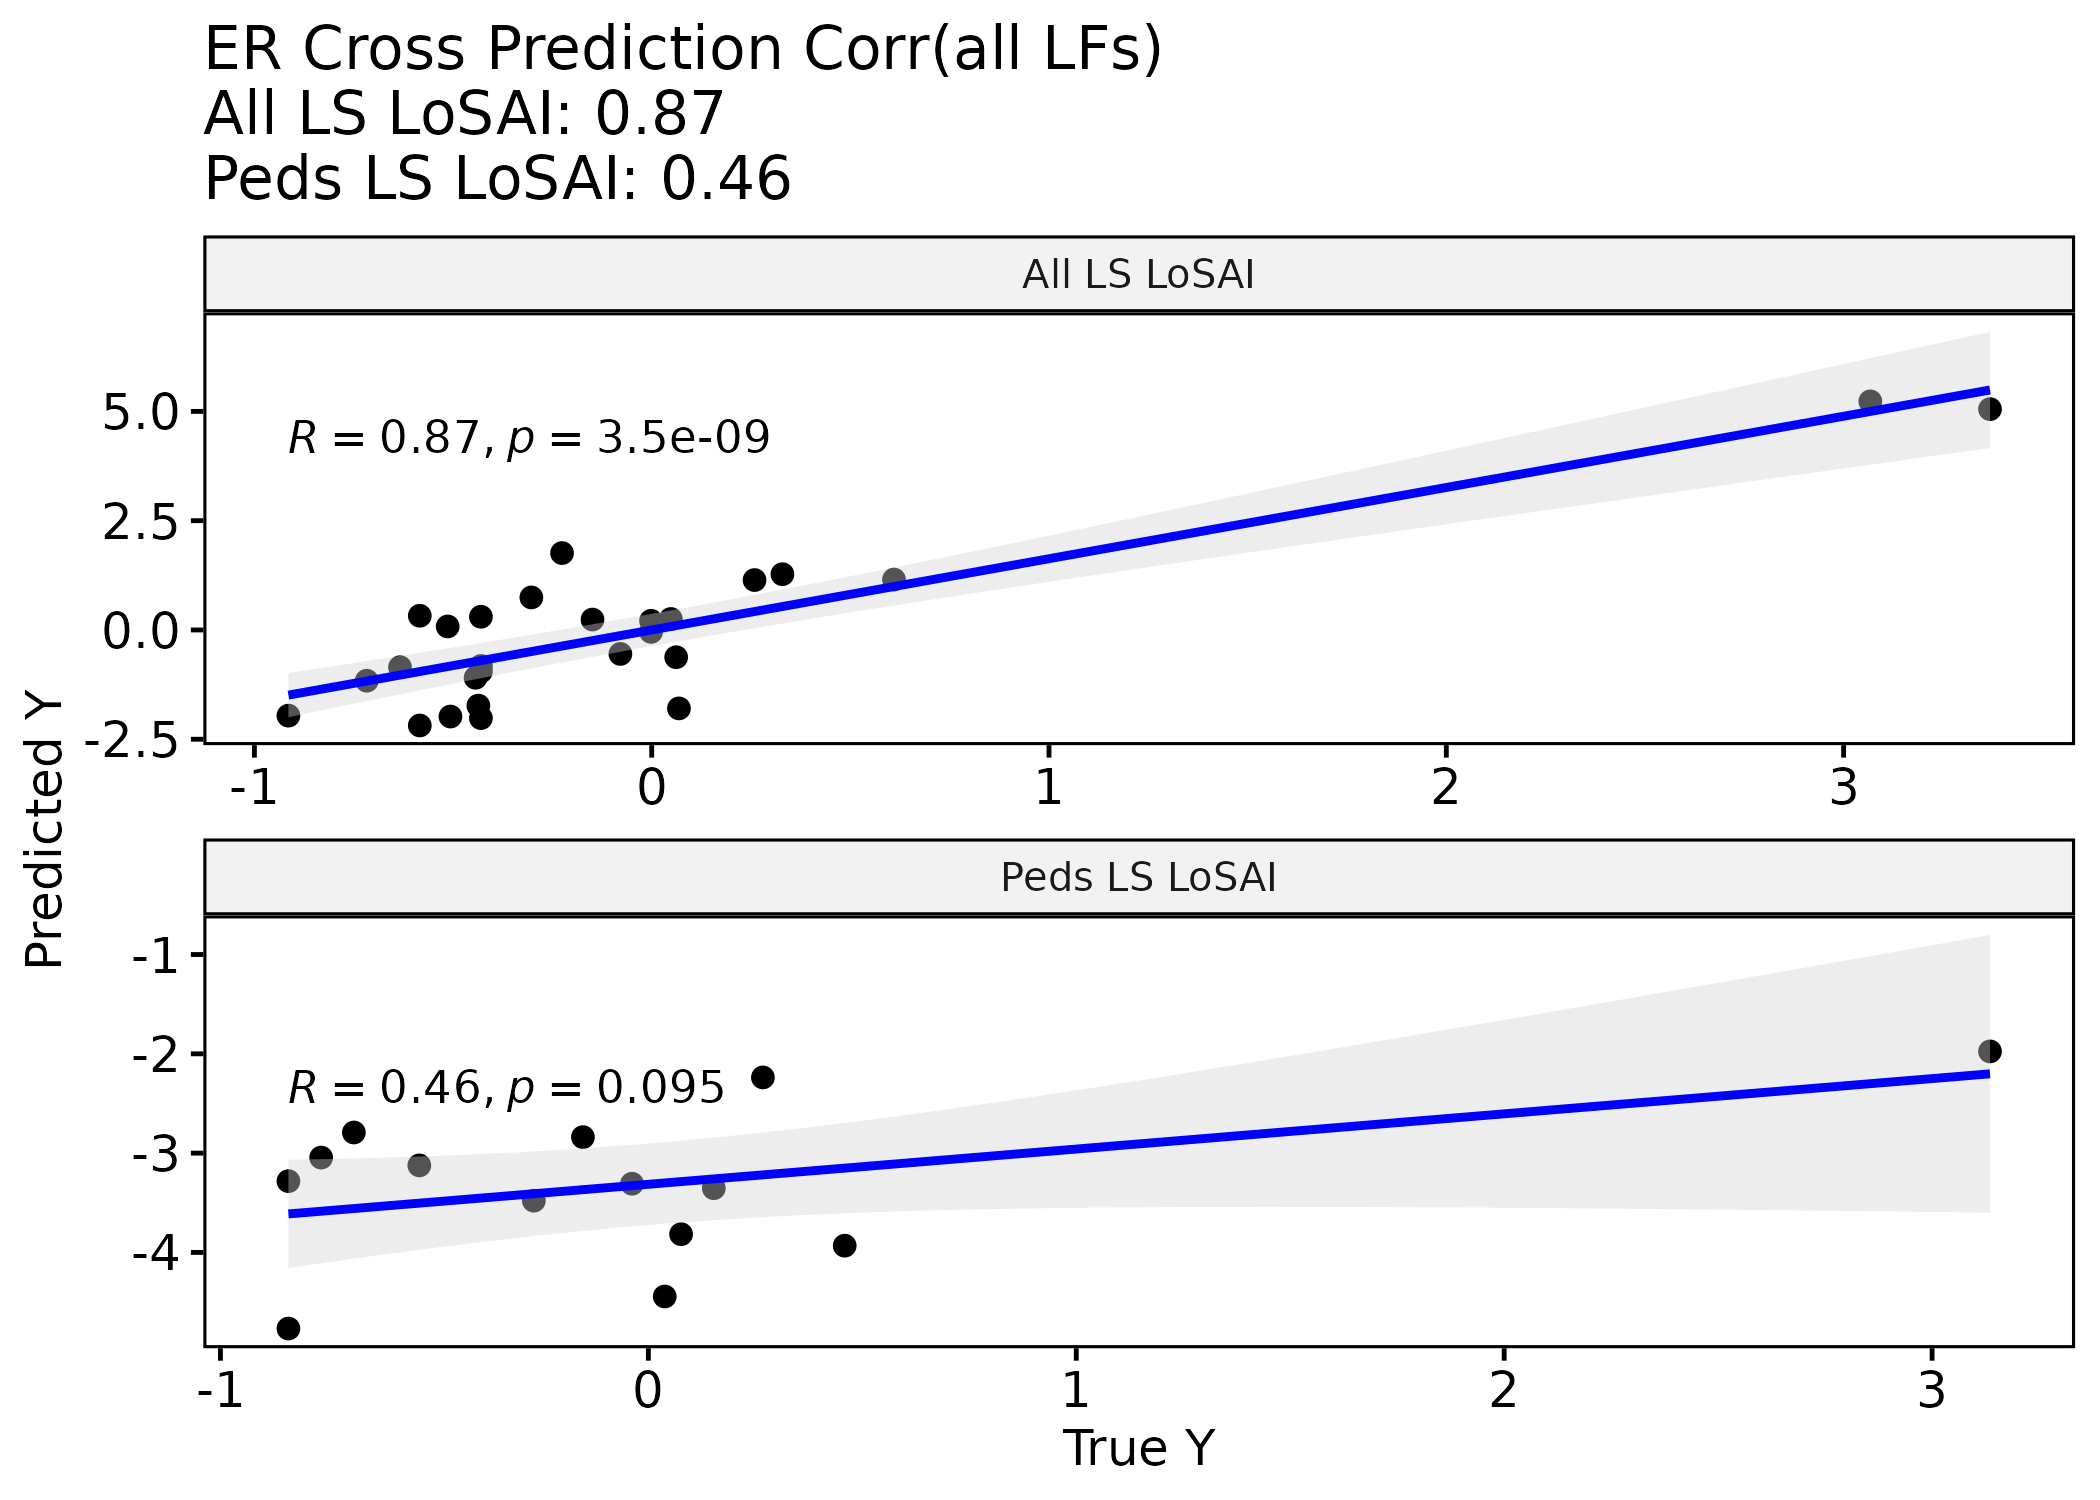 ER Cross Prediction Corr(all LFs)
All LS LoSAI: 0.87
Peds LS LoSAI: 0.46
All LS LoSAI
R = 0.87, p = 3.5e-09
5.0
2.5
0.0
-2.5
-1 0 1 2 3
Peds LS LoSAI
R = 0.46, p = 0.095
-1
-2
-3
-4
-1 0 1 2 3
Predicted Y
True Y